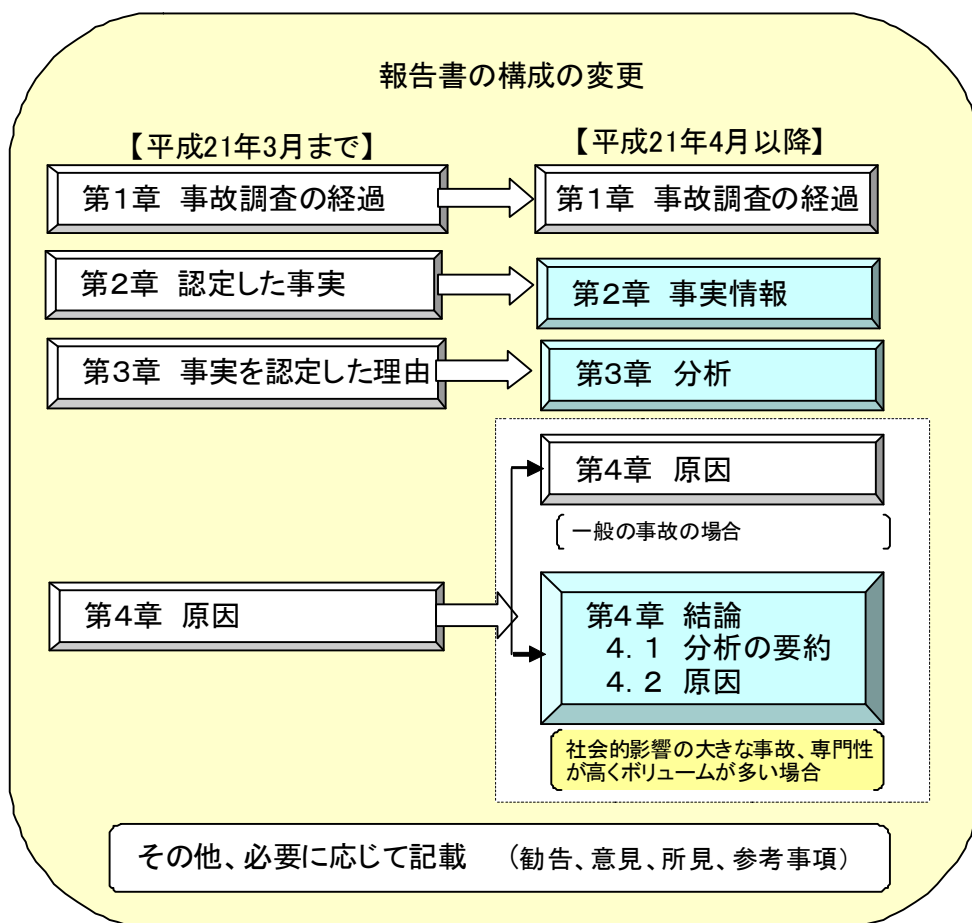 報告書の構成の変更
【平成21年3月まで】
【平成21年4月以降】
第1章 事故調査の経過
第1章 事故調査の経過
第2章 認定した事実
第2章 事実情報
第3章 事実を認定した理由
第3章 分析
第4章 原因
一般の事故の場合
第4章 原因
第4章 結論
4.1 分析の要約
4.2 原因
社会的影響の大きな事故、専門性
が高くボリュームが多い場合
その他、必要に応じて記載 （勧告、意見、所見、参考事項）